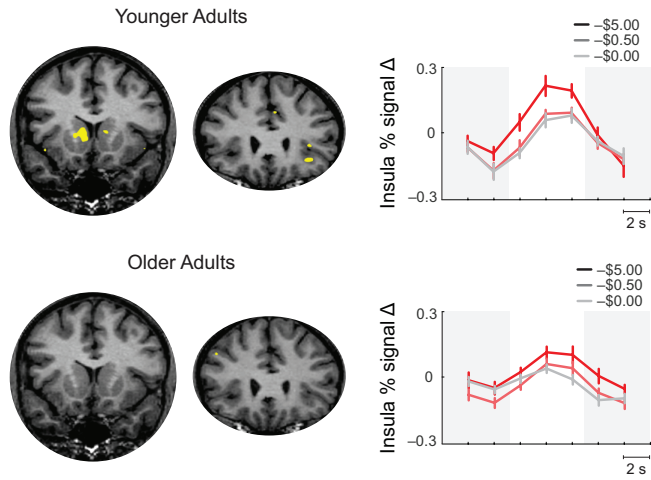 Younger Adults
–$5.00
–$0.50
–$0.00
Insula % signal Δ
0.3
0
–0.3
2 s
Older Adults
–$5.00
–$0.50
–$0.00
Insula % signal Δ
0.3
0
–0.3
2 s